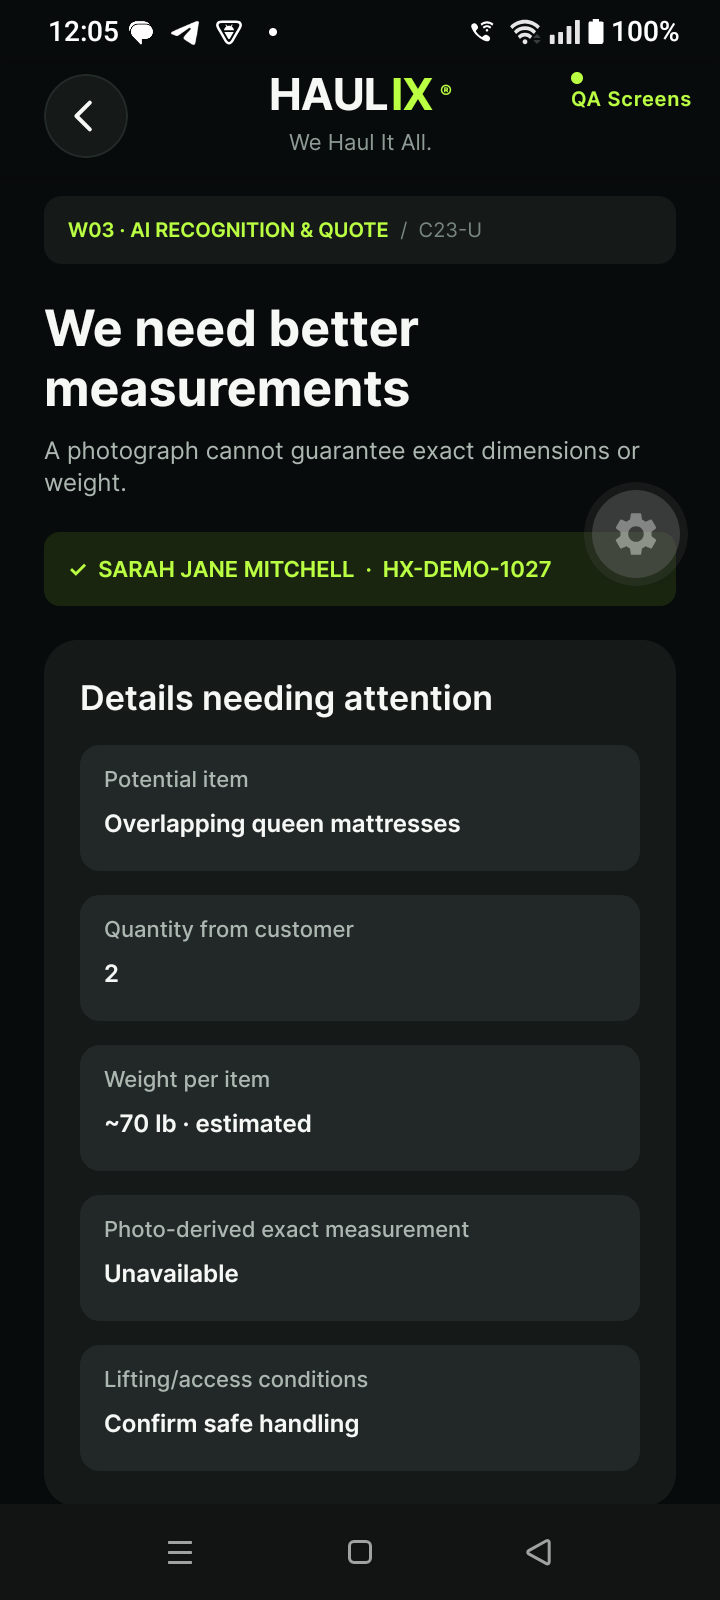 12:05 100%
HAULIX ®
We Haul It All.
QA Screens
W03 · AI RECOGNITION & QUOTE / C23-U
We need better
measurements
A photograph cannot guarantee exact dimensions or
weight.
✓ SARAH JANE MITCHELL · HX-DEMO-1027
Details needing attention
Potential item
Overlapping queen mattresses
Quantity from customer
2
Weight per item
~70 lb · estimated
Photo-derived exact measurement
Unavailable
Lifting/access conditions
Confirm safe handling